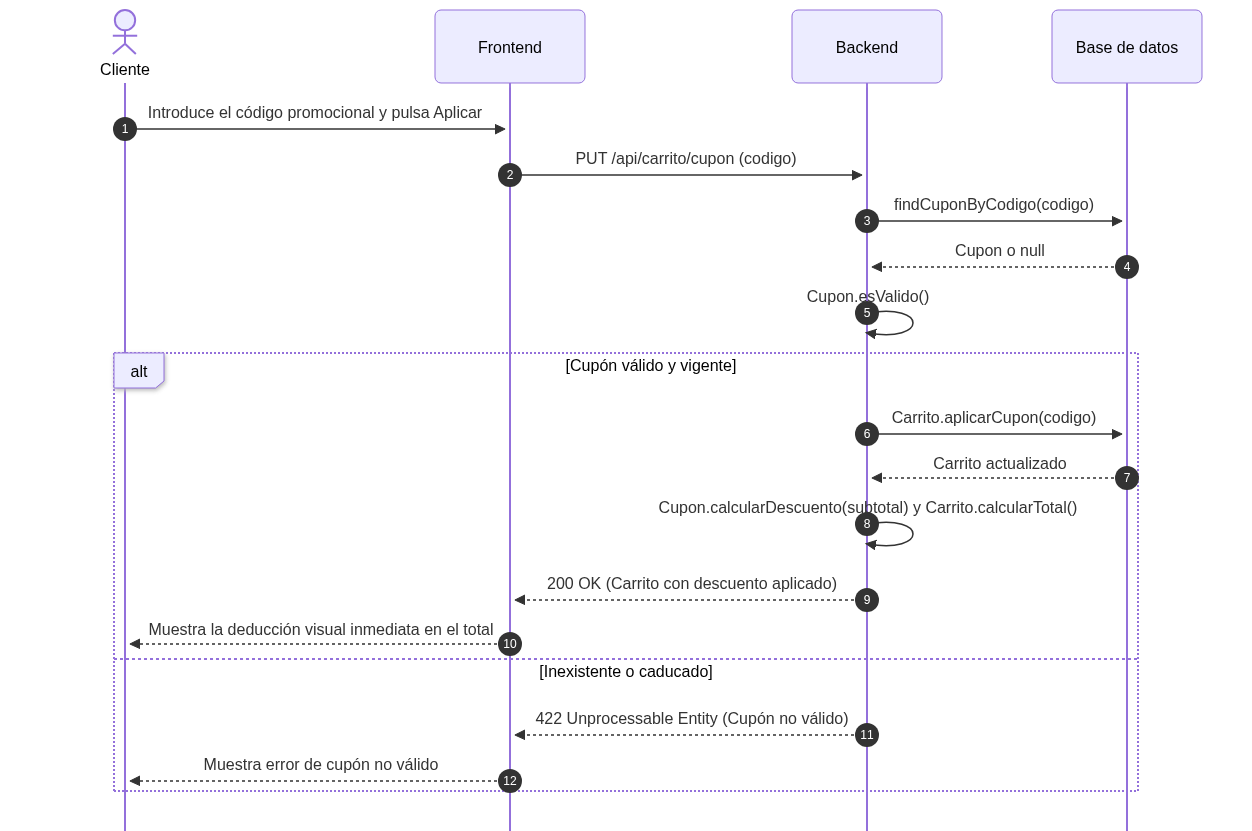 Cliente
Frontend
Backend
Base de datos
Introduce el código promocional y pulsa Aplicar
1
PUT /api/carrito/cupon (codigo)
2
findCuponByCodigo(codigo)
3
Cupon o null
4
Cupon.esValido()
5
alt
[Cupón válido y vigente]
Carrito.aplicarCupon(codigo)
6
Carrito actualizado
7
Cupon.calcularDescuento(subtotal) y Carrito.calcularTotal()
8
200 OK (Carrito con descuento aplicado)
9
Muestra la deducción visual inmediata en el total
10
[Inexistente o caducado]
422 Unprocessable Entity (Cupón no válido)
11
Muestra error de cupón no válido
12